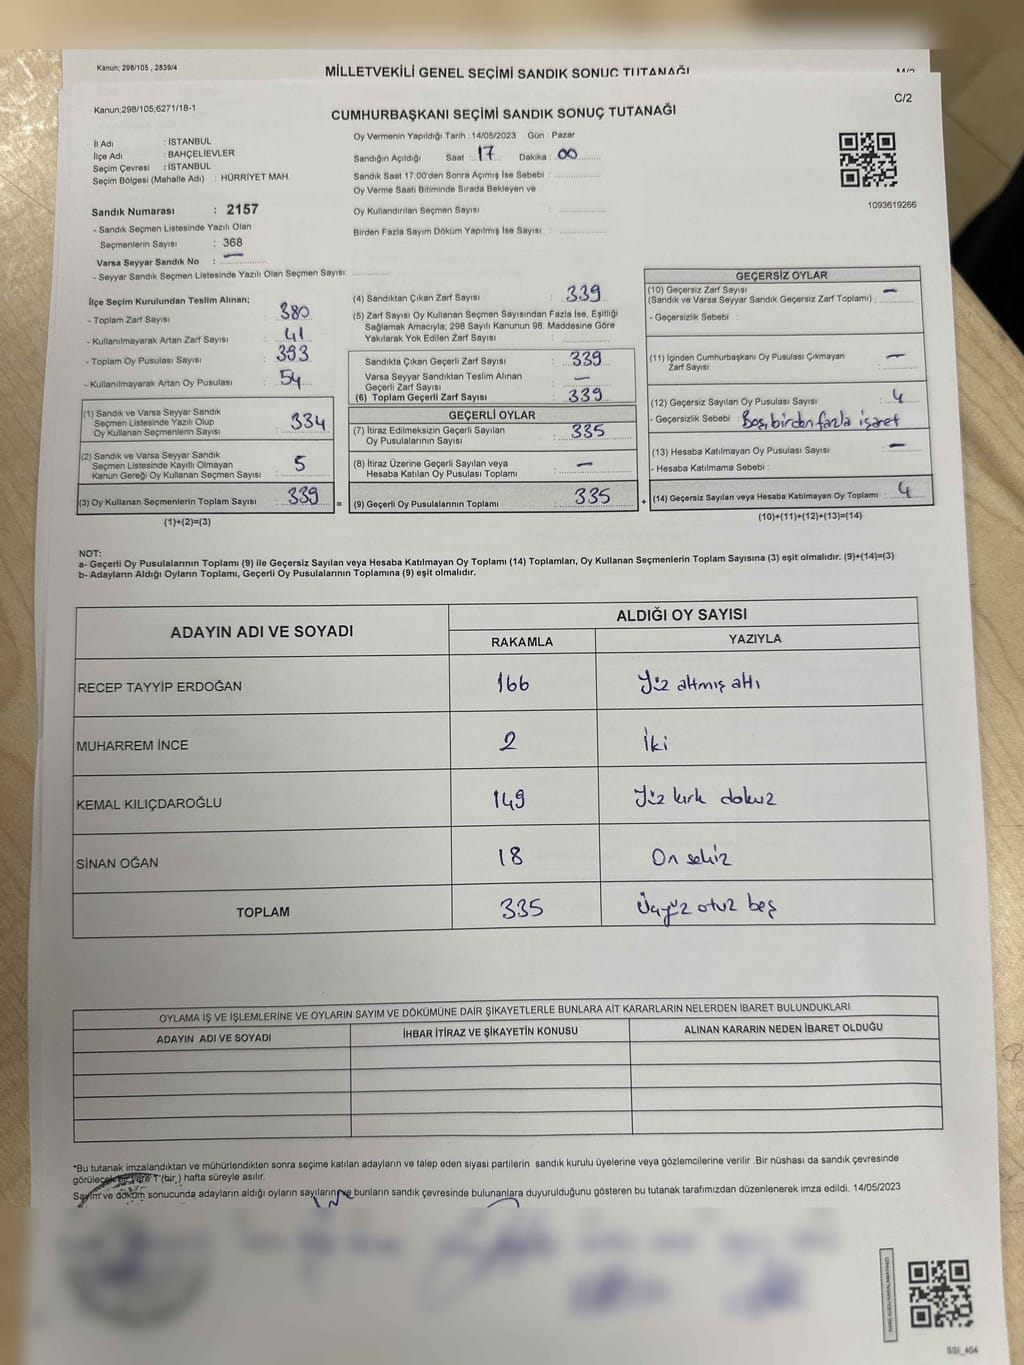 Kanun; 298/105 , 2839/4
MİLLETVEKİLİ GENEL SEÇİMİ SANDIK SONUÇ TUTANAĞI
Kanun;298/105;6271/18-1
C/2
CUMHURBAŞKANI SEÇİMİ SANDIK SONUÇ TUTANAĞI
İl Adı : İSTANBUL
İlçe Adı : BAHÇELİEVLER
Seçim Çevresi : İSTANBUL
Seçim Bölgesi (Mahalle Adı) : HÜRRİYET MAH.
Sandık Numarası : 2157
- Sandık Seçmen Listesinde Yazılı Olan
Seçmenlerin Sayısı : 368
Varsa Seyyar Sandık No : —
- Seyyar Sandık Seçmen Listesinde Yazılı Olan Seçmen Sayısı: ............
Oy Vermenin Yapıldığı Tarih : 14/05/2023 Gün : Pazar
Sandığın Açıldığı Saat : 17 Dakika : 00
Sandık Saat 17:00'den Sonra Açımış İse Sebebi : ............
Oy Verme Saati Bitiminde Sırada Bekleyen ve
Oy Kullandırılan Seçmen Sayısı : ............
Birden Fazla Sayım Döküm Yapılmış İse Sayısı : ............
1093619266
İlçe Seçim Kurulundan Teslim Alınan;
- Toplam Zarf Sayısı : 380
- Kullanılmayarak Artan Zarf Sayısı : 41
- Toplam Oy Pusulası Sayısı : 393
- Kullanılmayarak Artan Oy Pusulası : 54
(1) Sandık ve Varsa Seyyar Sandık
Seçmen Listesinde Yazılı Olup
Oy Kullanan Seçmenlerin Sayısı : 334
(2) Sandık ve Varsa Seyyar Sandık
Seçmen Listesinde Kayıtlı Olmayan
Kanun Gereği Oy Kullanan Seçmen Sayısı : 5
(3) Oy Kullanan Seçmenlerin Toplam Sayısı : 339 =
(1)+(2)=(3)
(4) Sandıktan Çıkan Zarf Sayısı : 339
(5) Zarf Sayısı Oy Kullanan Seçmen Sayısından Fazla İse, Eşitliği
Sağlamak Amacıyla; 298 Sayılı Kanunun 98. Maddesine Göre
Yakılarak Yok Edilen Zarf Sayısı : ............
Sandıkta Çıkan Geçerli Zarf Sayısı : 339
Varsa Seyyar Sandıktan Teslim Alınan
Geçerli Zarf Sayısı : —
(6) Toplam Geçerli Zarf Sayısı : 339
GEÇERLİ OYLAR
(7) İtiraz Edilmeksizin Geçerli Sayılan
Oy Pusulalarının Sayısı : 335
(8) İtiraz Üzerine Geçerli Sayılan veya
Hesaba Katılan Oy Pusulası Toplamı : —
(9) Geçerli Oy Pusulalarının Toplamı : 335 +
GEÇERSİZ OYLAR
(10) Geçersiz Zarf Sayısı
(Sandık ve Varsa Seyyar Sandık Geçersiz Zarf Toplamı) : —
- Geçersizlik Sebebi :
(11) İçinden Cumhurbaşkanı Oy Pusulası Çıkmayan
Zarf Sayısı : —
(12) Geçersiz Sayılan Oy Pusulası Sayısı : 4
- Geçersizlik Sebebi : Boş, birden fazla işaret
(13) Hesaba Katılmayan Oy Pusulası Sayısı : —
- Hesaba Katılmama Sebebi :
(14) Geçersiz Sayılan veya Hesaba Katılmayan Oy Toplamı : 4
(10)+(11)+(12)+(13)=(14)
NOT:
a- Geçerli Oy Pusulalarının Toplamı (9) ile Geçersiz Sayılan veya Hesaba Katılmayan Oy Toplamı (14) Toplamları, Oy Kullanan Seçmenlerin Toplam Sayısına (3) eşit olmalıdır. (9)+(14)=(3)
b- Adayların Aldığı Oyların Toplamı, Geçerli Oy Pusulalarının Toplamına (9) eşit olmalıdır.
ADAYIN ADI VE SOYADI
ALDIĞI OY SAYISI
RAKAMLA YAZIYLA
RECEP TAYYİP ERDOĞAN 166 Yüz altmış altı
MUHARREM İNCE 2 İki
KEMAL KILIÇDAROĞLU 149 Yüz kırk dokuz
SİNAN OĞAN 18 On sekiz
TOPLAM 335 Üçyüz otuz beş
OYLAMA İŞ VE İŞLEMLERİNE VE OYLARIN SAYIM VE DÖKÜMÜNE DAİR ŞİKAYETLERLE BUNLARA AİT KARARLARIN NELERDEN İBARET BULUNDUKLARI
ADAYIN ADI VE SOYADI İHBAR İTİRAZ VE ŞİKAYETİN KONUSU ALINAN KARARIN NEDEN İBARET OLDUĞU
*Bu tutanak imzalandıktan ve mühürlendikten sonra seçime katılan adayların ve talep eden siyasi partilerin sandık kurulu üyelerine veya gözlemcilerine verilir .Bir nüshası da sandık çevresinde
görülecek bir yere 1 (bir ) hafta süreyle asılır.
Sayım ve döküm sonucunda adayların aldığı oyların sayılarını ve bunların sandık çevresinde bulunanlara duyurulduğunu gösteren bu tutanak tarafımızdan düzenlenerek imza edildi. 14/05/2023